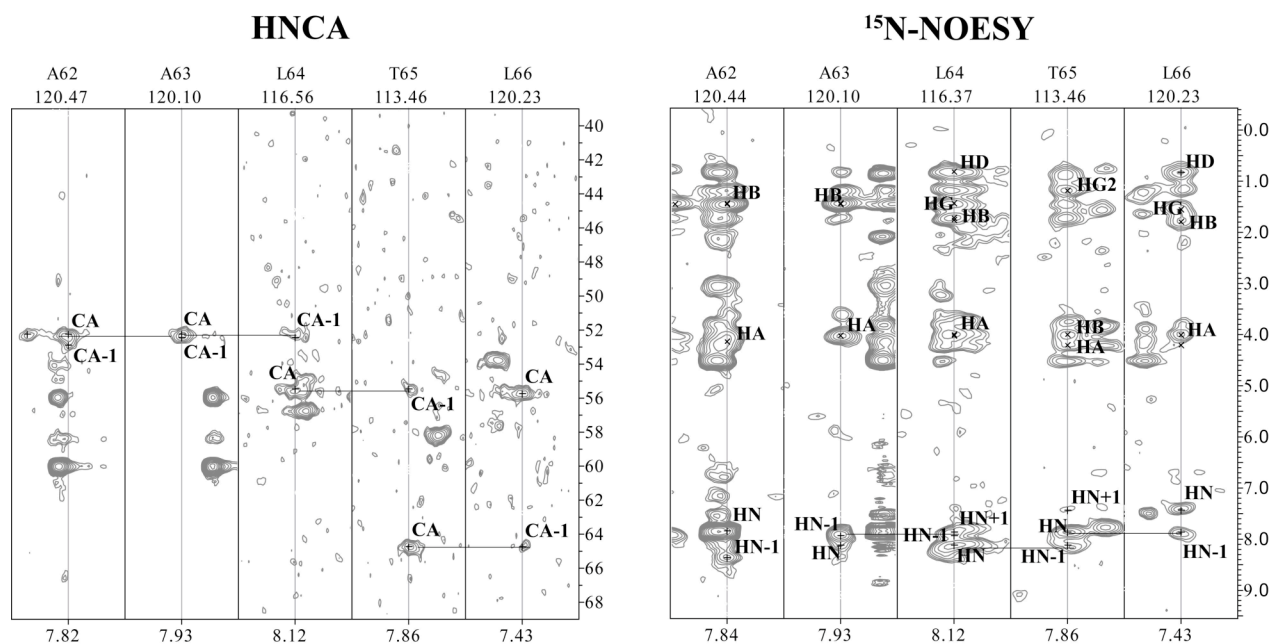 HNCA
A62 A63 L64 T65 L66
120.47 120.10 116.56 113.46 120.23
40
42
44
46
48
50
CA CA CA-1
52
CA-1 CA-1
54
CA CA
56
CA-1
58
60
62
CA CA-1
64
66
68
7.82 7.93 8.12 7.86 7.43
¹⁵N-NOESY
A62 A63 L64 T65 L66
120.44 120.10 116.37 113.46 120.23
0.0
HD HD
1.0
HB HB HG HG2 HG
HB HB
2.0
3.0
HA HA HA HB HA
4.0
HA
5.0
6.0
7.0
HN HN-1 HN+1 HN+1 HN
HN-1 HN HN
8.0
HN-1 HN HN HN-1 HN-1
9.0
7.84 7.93 8.12 7.86 7.43